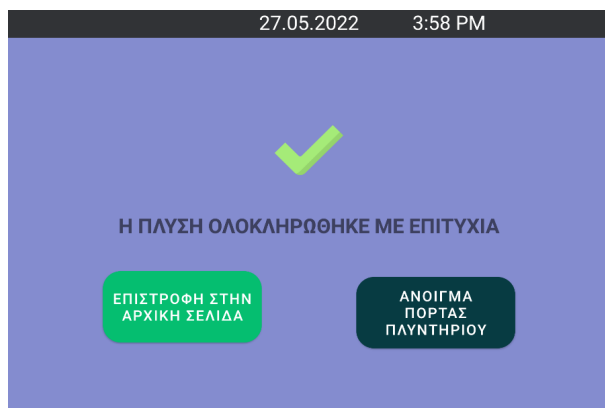 27.05.2022 3:58 PM
Η ΠΛΥΣΗ ΟΛΟΚΛΗΡΩΘΗΚΕ ΜΕ ΕΠΙΤΥΧΙΑ
ΕΠΙΣΤΡΟΦΗ ΣΤΗΝ
ΑΡΧΙΚΗ ΣΕΛΙΔΑ
ΑΝΟΙΓΜΑ
ΠΟΡΤΑΣ
ΠΛΥΝΤΗΡΙΟΥ